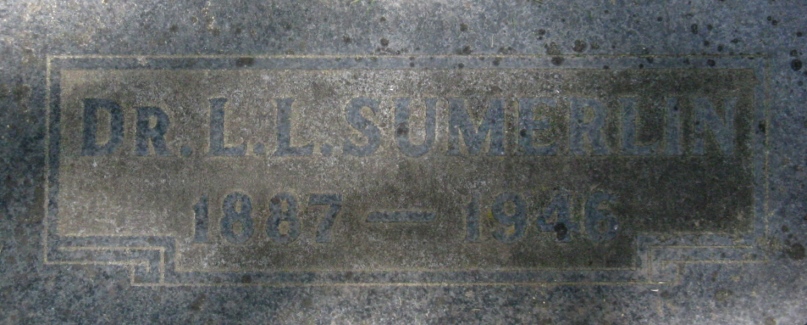 DR. L. L. SUMERLIN
1887 — 1946